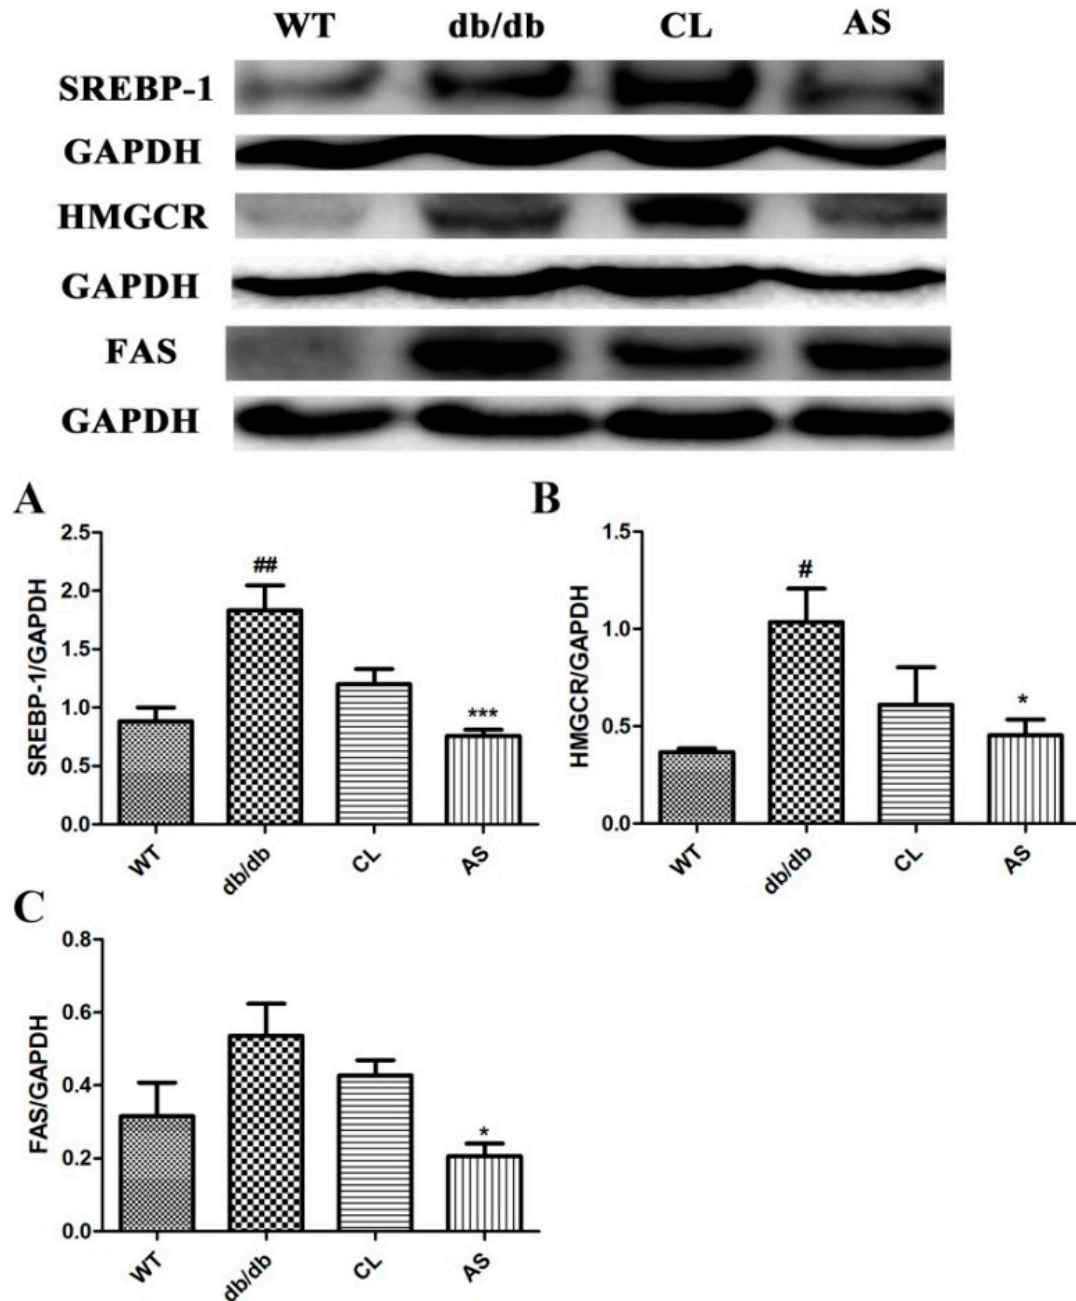 WT db/db CL AS
SREBP-1
GAPDH
HMGCR
GAPDH
FAS
GAPDH
A
SREBP-1/GAPDH
2.5
2.0
1.5
1.0
0.5
0.0
##
***
WT db/db CL AS
B
HMGCR/GAPDH
1.5
1.0
0.5
0.0
#
*
WT db/db CL AS
C
FAS/GAPDH
0.8
0.6
0.4
0.2
0.0
*
WT db/db CL AS